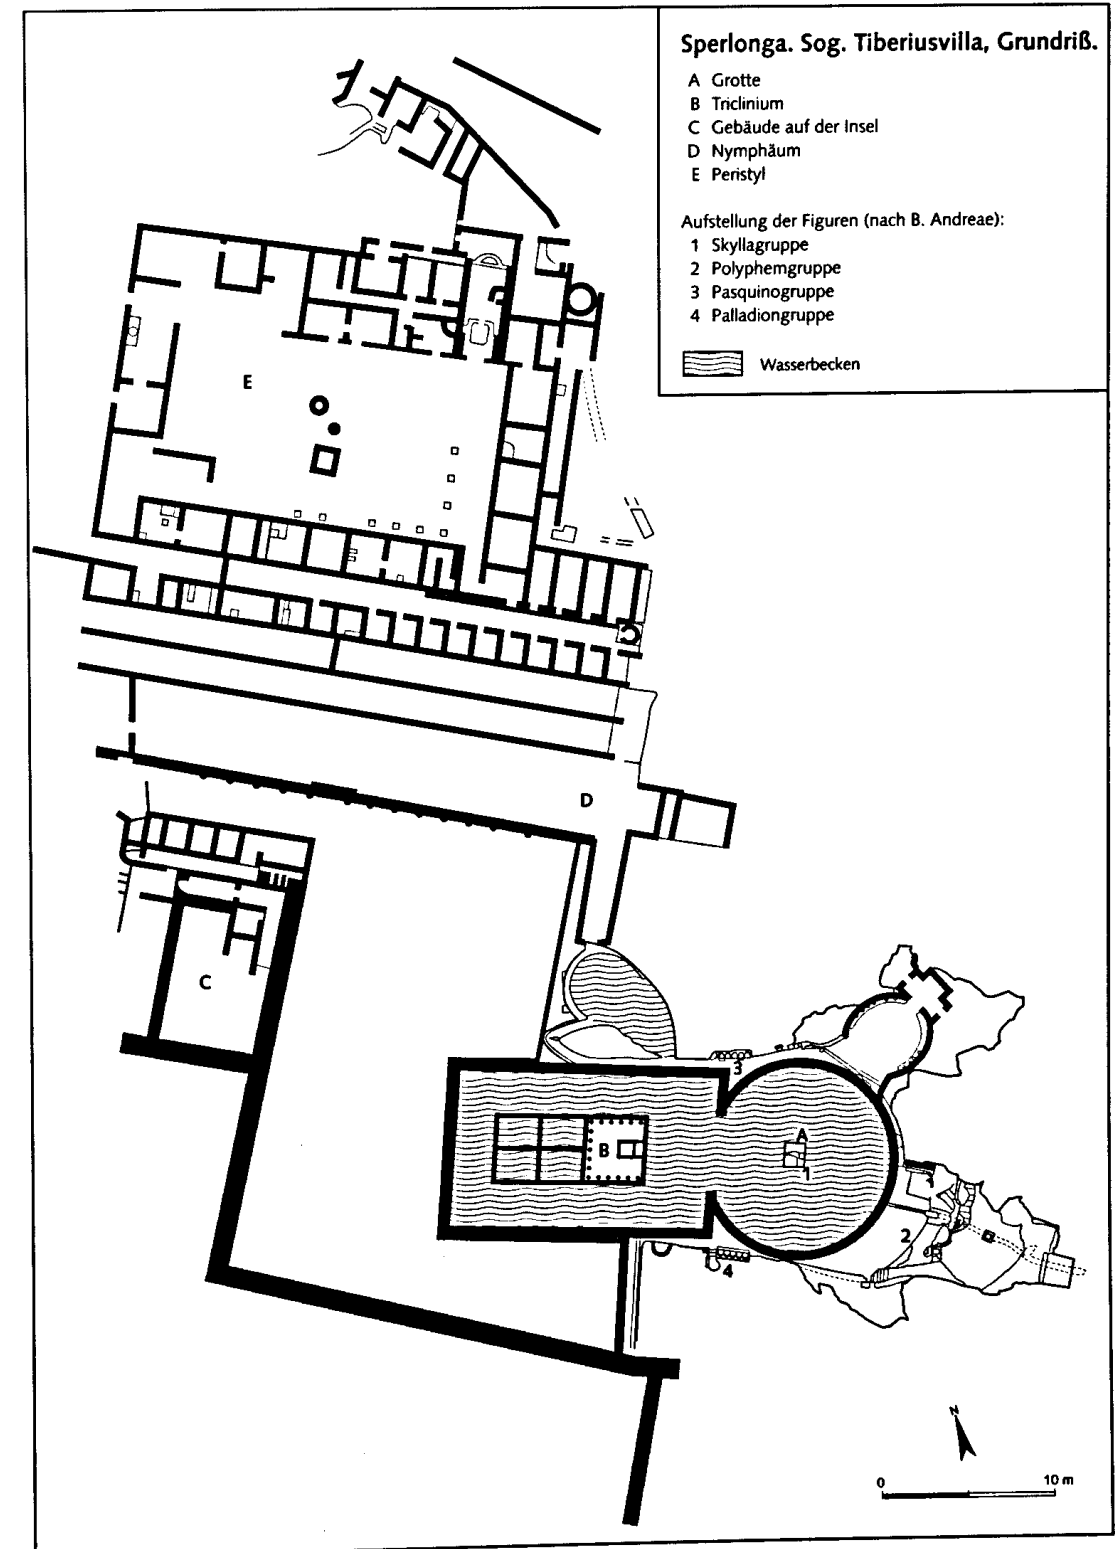 Sperlonga. Sog. Tiberiusvilla, Grundriß.
A Grotte
B Triclinium
C Gebäude auf der Insel
D Nymphäum
E Peristyl
Aufstellung der Figuren (nach B. Andreae):
1 Skyllagruppe
2 Polyphemgruppe
3 Pasquinogruppe
4 Palladiongruppe
Wasserbecken
E
D
C
3
A
B
1
2
4
N
0 10 m